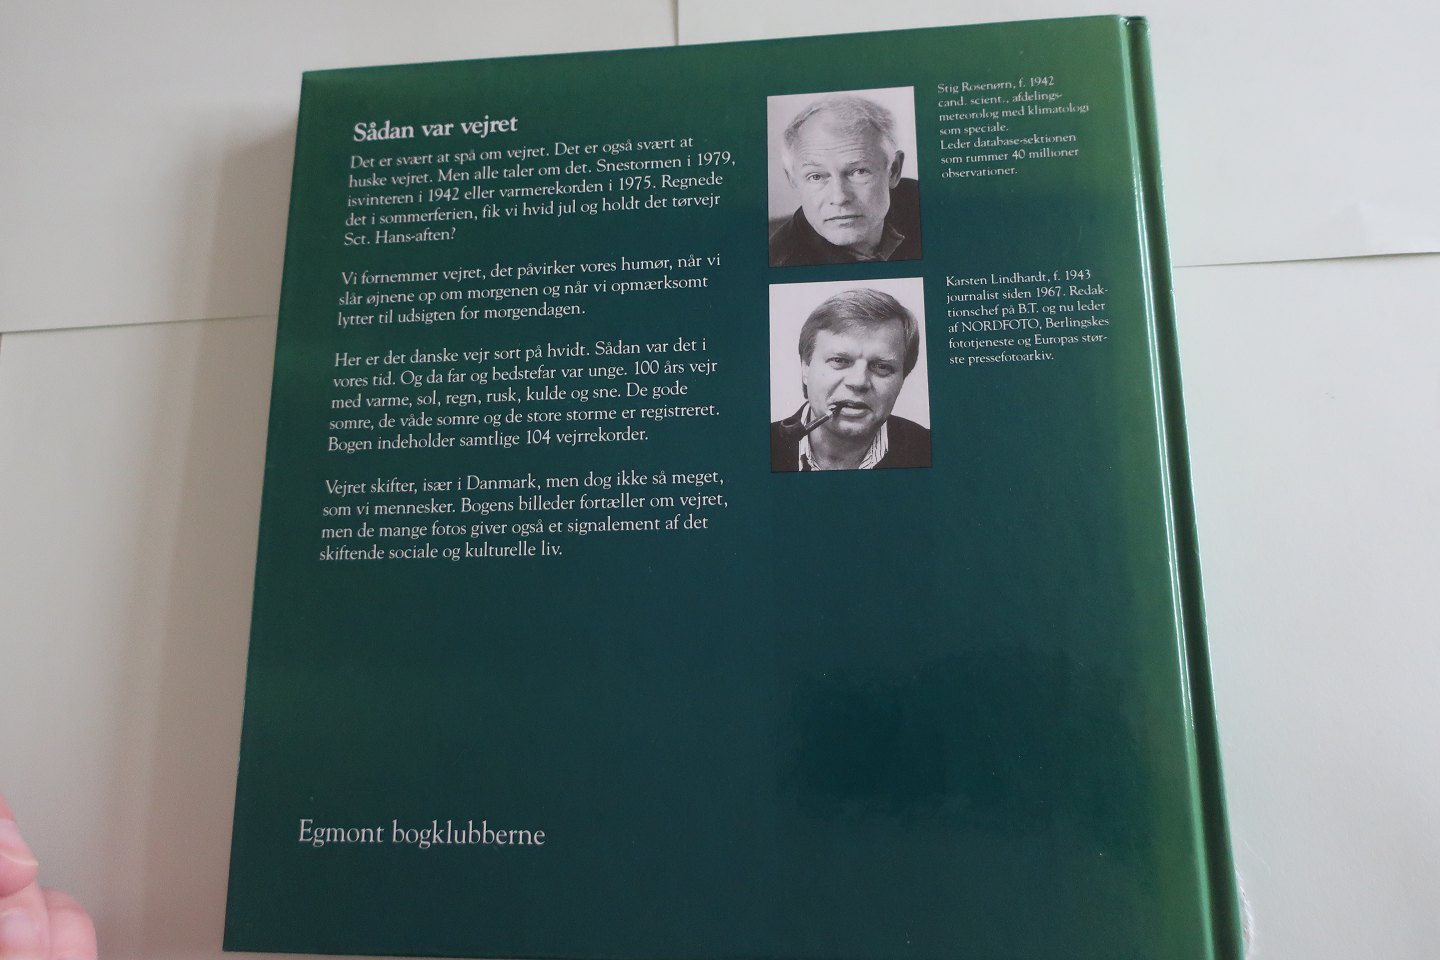 Sådan var vejret
Det er svært at spå om vejret. Det er også svært at
huske vejret. Men alle taler om det. Snestormen i 1979,
isvinteren i 1942 eller varmerekorden i 1975. Regnede
det i sommerferien, fik vi hvid jul og holdt det tørvejr
Sct. Hans-aften?
Vi fornemmer vejret, det påvirker vores humør, når vi
slår øjnene op om morgenen og når vi opmærksomt
lytter til udsigten for morgendagen.
Her er det danske vejr sort på hvidt. Sådan var det i
vores tid. Og da far og bedstefar var unge. 100 års vejr
med varme, sol, regn, rusk, kulde og sne. De gode
somre, de våde somre og de store storme er registreret.
Bogen indeholder samtlige 104 vejrrekorder.
Vejret skifter, især i Danmark, men dog ikke så meget,
som vi mennesker. Bogens billeder fortæller om vejret,
men de mange fotos giver også et signalement af det
skiftende sociale og kulturelle liv.
Egmont bogklubberne
Stig Rosenørn, f. 1942
cand. scient., afdelings-
meteorolog med klimatologi
som speciale.
Leder database-sektionen
som rummer 40 millioner
observationer.
Karsten Lindhardt, f. 1943
journalist siden 1967. Redak-
tionschef på B.T. og nu leder
af NORDFOTO, Berlingskes
fototjeneste og Europas stør-
ste pressefotoarkiv.